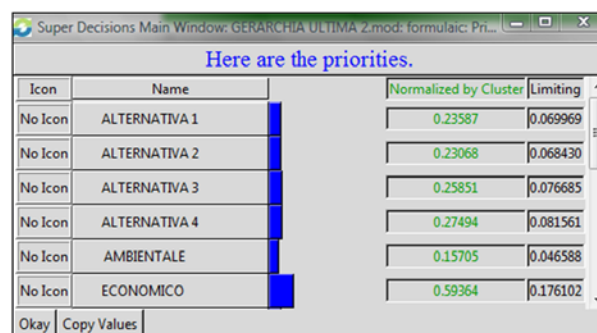 Super Decisions Main Window: GERARCHIA ULTIMA 2.mod: formulaic: Pri...
Here are the priorities.
Icon Name Normalized by Cluster Limiting
No Icon ALTERNATIVA 1 0.23587 0.069969
No Icon ALTERNATIVA 2 0.23068 0.068430
No Icon ALTERNATIVA 3 0.25851 0.076685
No Icon ALTERNATIVA 4 0.27494 0.081561
No Icon AMBIENTALE 0.15705 0.046588
No Icon ECONOMICO 0.59364 0.176102
Okay Copy Values